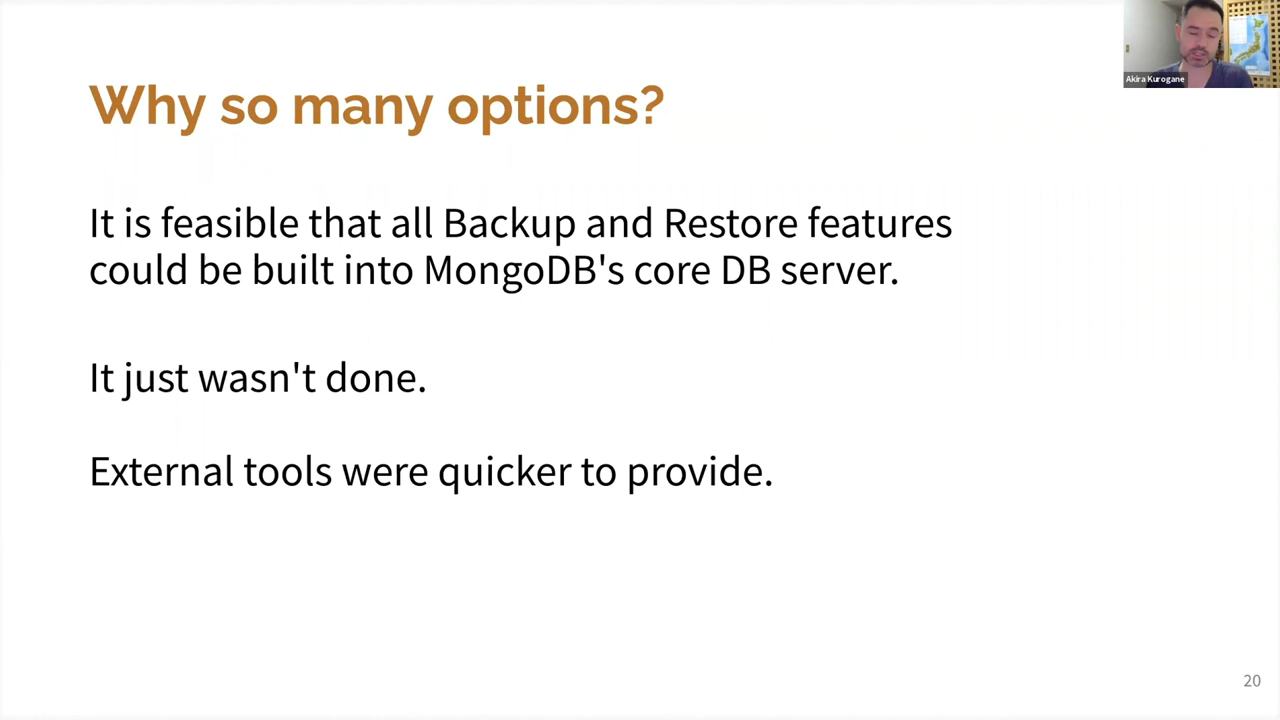 Akira Kurogane
Why so many options?
It is feasible that all Backup and Restore features
could be built into MongoDB's core DB server.
It just wasn't done.
External tools were quicker to provide.
20